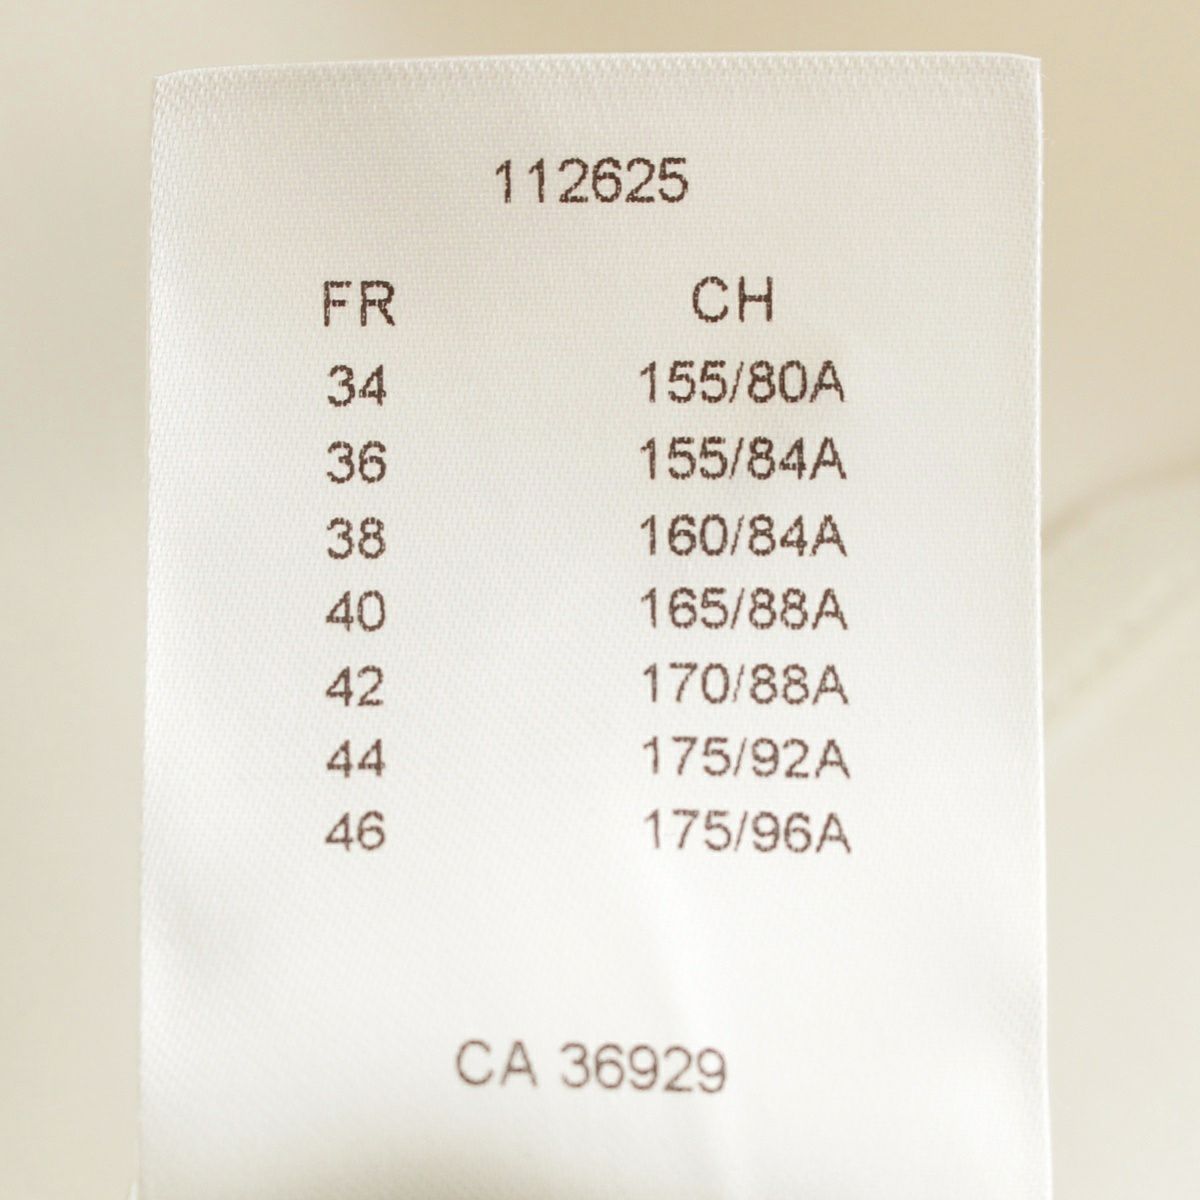 112625
FR CH
34 155/80A
36 155/84A
38 160/84A
40 165/88A
42 170/88A
44 175/92A
46 175/96A
CA 36929